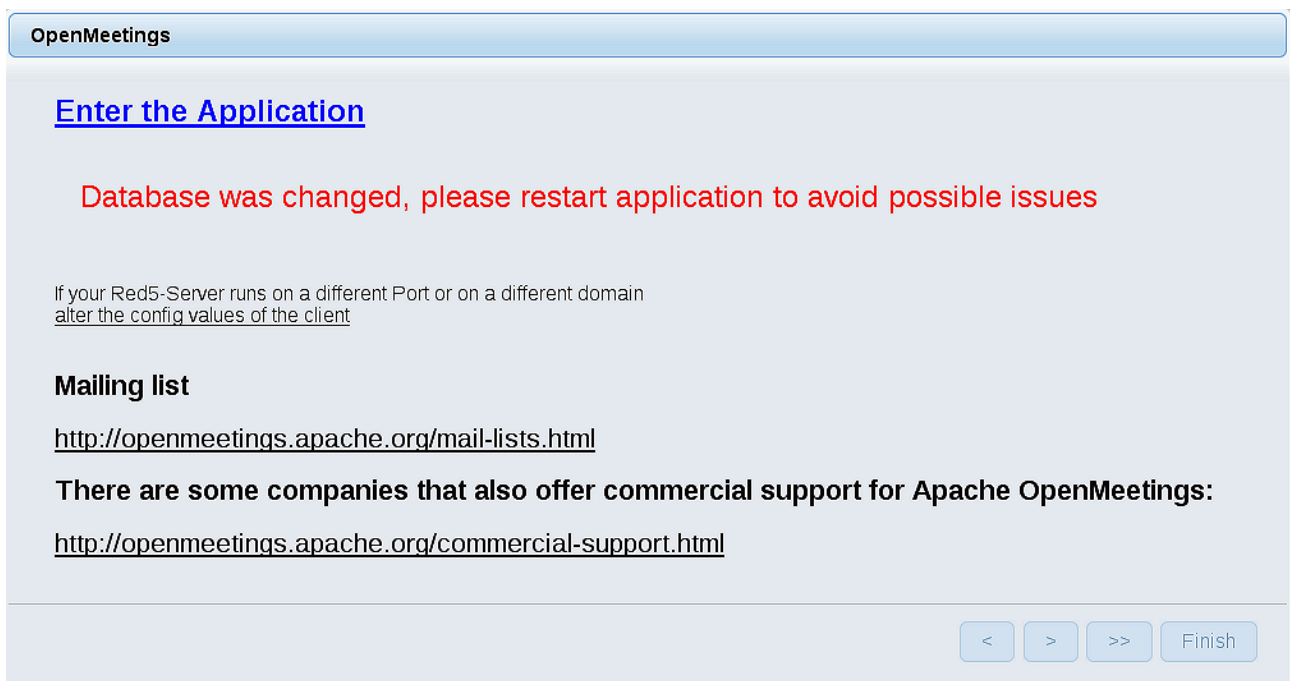 OpenMeetings
Enter the Application
Database was changed, please restart application to avoid possible issues
If your Red5-Server runs on a different Port or on a different domain
alter the config values of the client
Mailing list
http://openmeetings.apache.org/mail-lists.html
There are some companies that also offer commercial support for Apache OpenMeetings:
http://openmeetings.apache.org/commercial-support.html
< > >> Finish